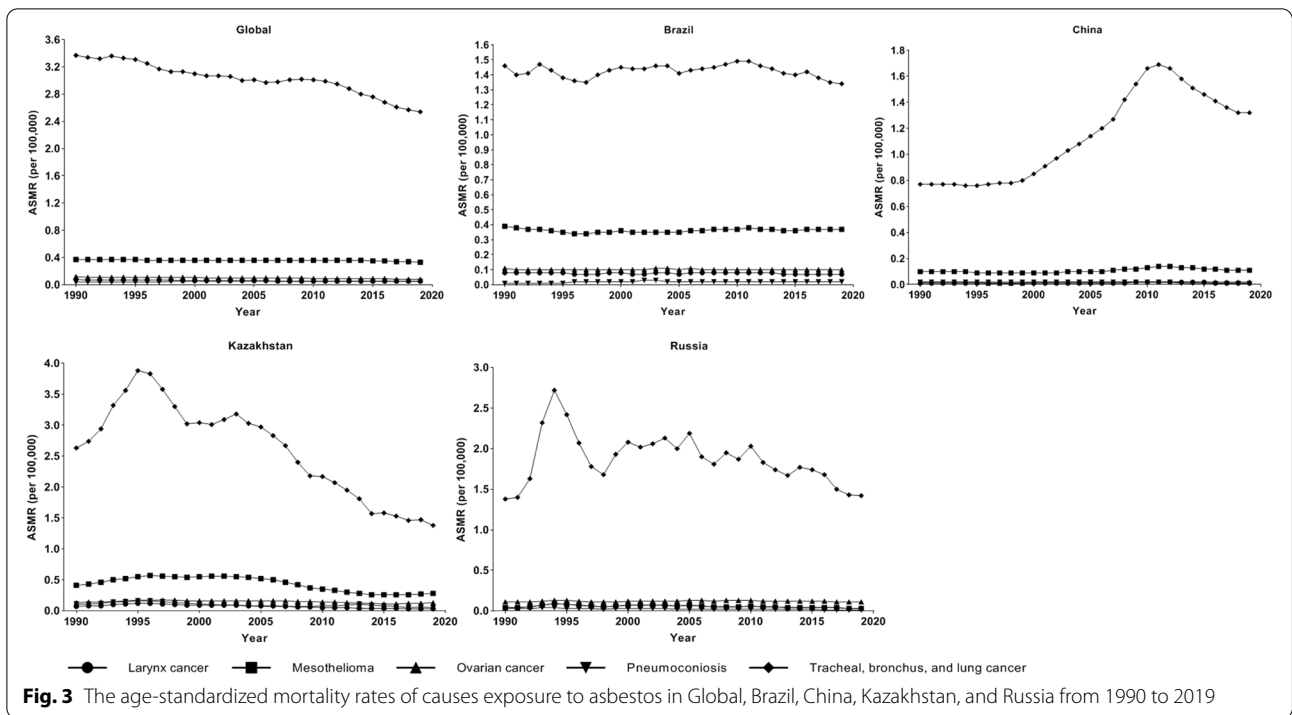 Global
ASMR (per 100,000)
3.6
3.2
2.8
2.4
2.0
1.6
1.2
0.8
0.4
0.0
1990 1995 2000 2005 2010 2015 2020
Year
Brazil
ASMR (per 100,000)
1.6
1.5
1.4
1.3
1.2
1.1
1.0
0.9
0.8
0.7
0.6
0.5
0.4
0.3
0.2
0.1
0.0
1990 1995 2000 2005 2010 2015 2020
Year
China
ASMR (per 100,000)
1.8
1.6
1.4
1.2
1.0
0.8
0.6
0.4
0.2
0.0
1990 1995 2000 2005 2010 2015 2020
Year
Kazakhstan
ASMR (per 100,000)
4.0
3.5
3.0
2.5
2.0
1.5
1.0
0.5
0.0
1990 1995 2000 2005 2010 2015 2020
Year
Russia
ASMR (per 100,000)
3.0
2.5
2.0
1.5
1.0
0.5
0.0
1990 1995 2000 2005 2010 2015 2020
Year
Larynx cancer Mesothelioma Ovarian cancer Pneumoconiosis Tracheal, bronchus, and lung cancer
Fig. 3 The age-standardized mortality rates of causes exposure to asbestos in Global, Brazil, China, Kazakhstan, and Russia from 1990 to 2019